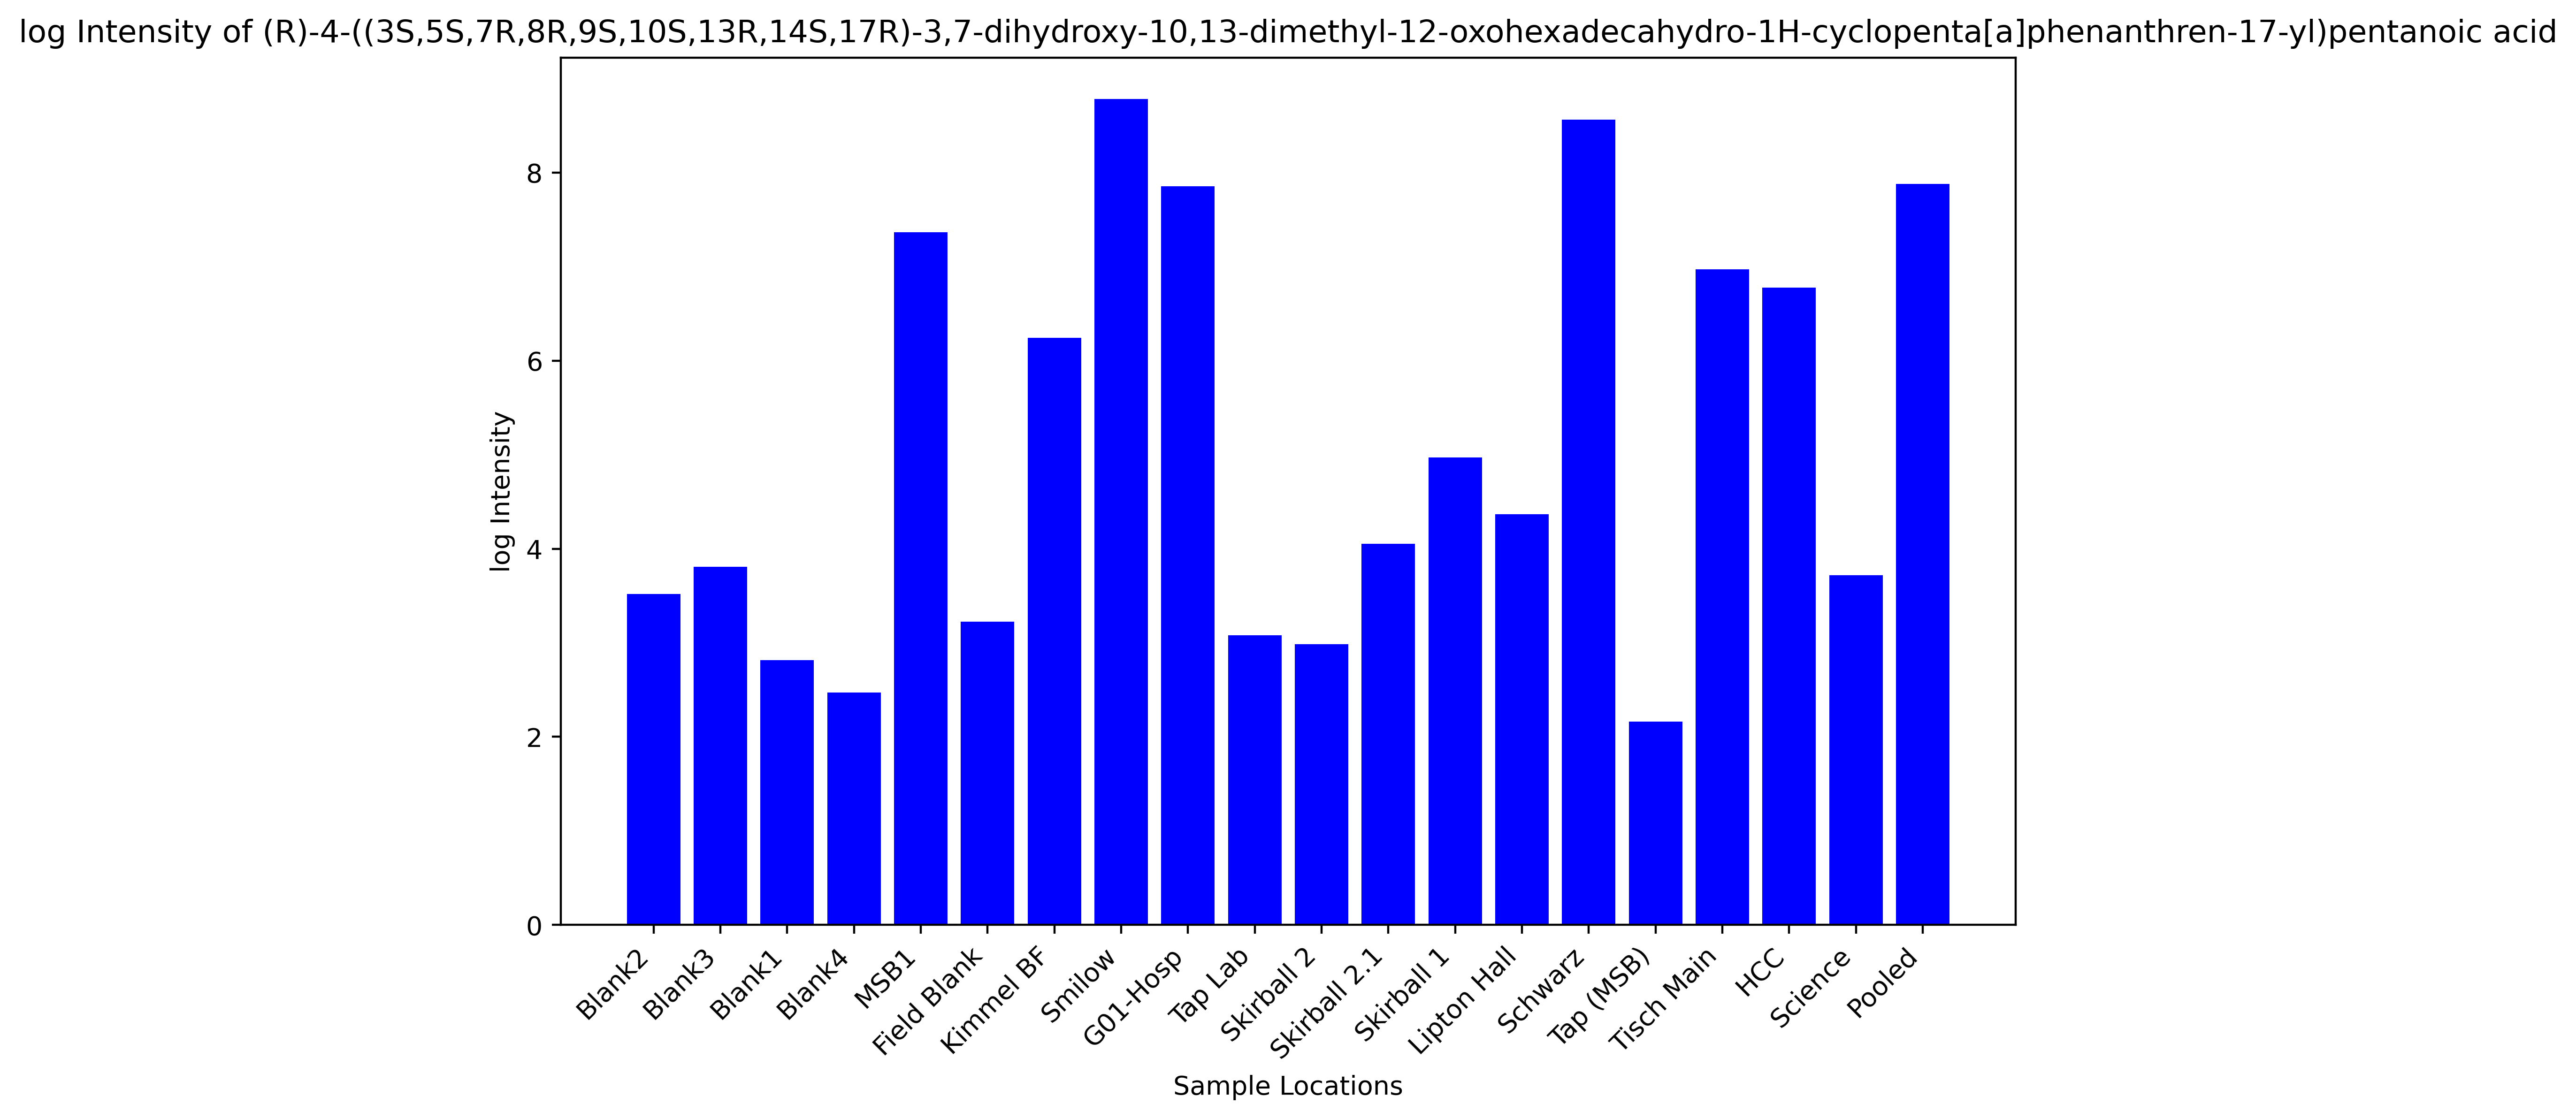 log Intensity of (R)-4-((3S,5S,7R,8R,9S,10S,13R,14S,17R)-3,7-dihydroxy-10,13-dimethyl-12-oxohexadecahydro-1H-cyclopenta[a]phenanthren-17-yl)pentanoic acid
log Intensity
8
6
4
2
0
Blank2
Blank3
Blank1
Blank4
MSB1
Field Blank
Kimmel BF
Smilow
G01-Hosp
Tap Lab
Skirball 2
Skirball 2.1
Skirball 1
Lipton Hall
Schwarz
Tap (MSB)
Tisch Main
HCC
Science
Pooled
Sample Locations